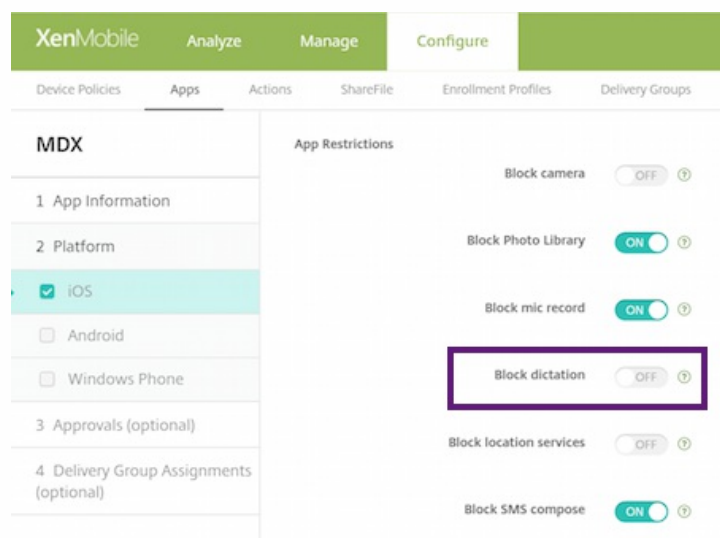 XenMobile Analyze Manage Configure
Device Policies Apps Actions ShareFile Enrollment Profiles Delivery Groups
MDX
1 App Information
2 Platform
iOS
Android
Windows Phone
3 Approvals (optional)
4 Delivery Group Assignments
(optional)
App Restrictions
Block camera OFF ?
Block Photo Library ON ?
Block mic record ON ?
Block dictation OFF ?
Block location services OFF ?
Block SMS compose ON ?